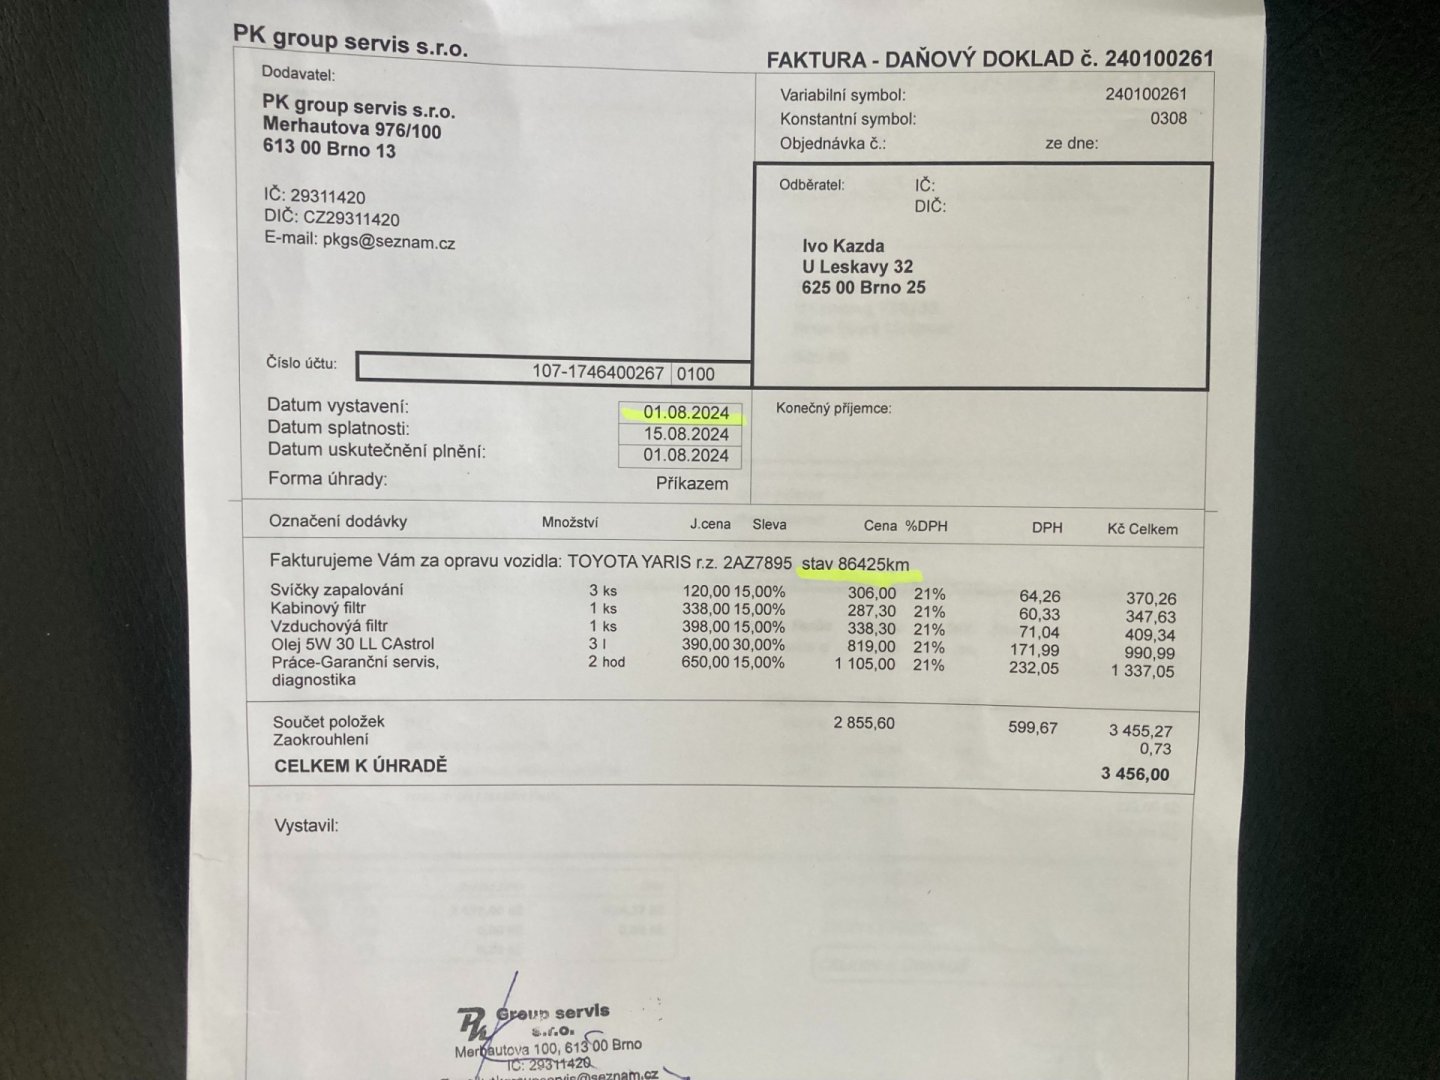 PK group servis s.r.o.
FAKTURA - DAŇOVÝ DOKLAD č. 240100261
Dodavatel:
PK group servis s.r.o.
Merhautova 976/100
613 00 Brno 13
IČ: 29311420
DIČ: CZ29311420
E-mail: pkgs@seznam.cz
Variabilní symbol: 240100261
Konstantní symbol: 0308
Objednávka č.: ze dne:
Odběratel: IČ:
DIČ:
Ivo Kazda
U Leskavy 32
625 00 Brno 25
Číslo účtu: 107-1746400267 0100
Datum vystavení: 01.08.2024
Datum splatnosti: 15.08.2024
Datum uskutečnění plnění: 01.08.2024
Forma úhrady: Příkazem
Konečný příjemce:
Označení dodávky Množství J.cena Sleva Cena %DPH DPH Kč Celkem
Fakturujeme Vám za opravu vozidla: TOYOTA YARIS r.z. 2AZ7895 stav 86425km
Svíčky zapalování 3 ks 120,00 15,00% 306,00 21% 64,26 370,26
Kabinový filtr 1 ks 338,00 15,00% 287,30 21% 60,33 347,63
Vzduchovýá filtr 1 ks 398,00 15,00% 338,30 21% 71,04 409,34
Olej 5W 30 LL CAstrol 3 l 390,00 30,00% 819,00 21% 171,99 990,99
Práce-Garanční servis, 2 hod 650,00 15,00% 1 105,00 21% 232,05 1 337,05
diagnostika
Součet položek 2 855,60 599,67 3 455,27
Zaokrouhlení 0,73
CELKEM K ÚHRADĚ 3 456,00
Vystavil:
PK Group servis
s.r.o.
Merhautova 100, 613 00 Brno
IČ: 29311420